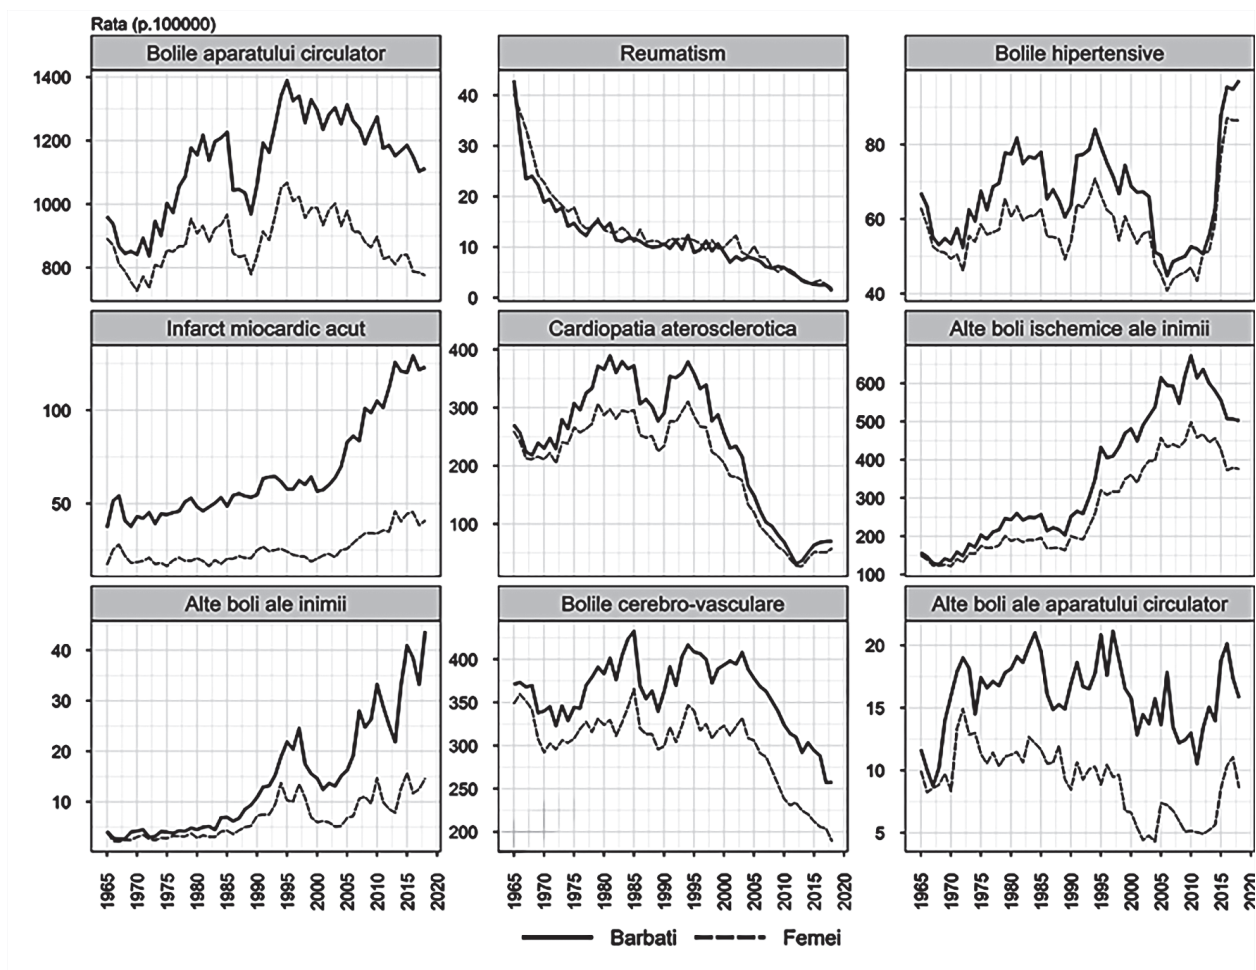 Rata (p.100000)
Bolile aparatului circulator
Reumatism
Bolile hipertensive
1400
1200
1000
800
40
30
20
10
0
80
60
40
Infarct miocardic acut
Cardiopatia aterosclerotica
Alte boli ischemice ale inimii
100
50
400
300
200
100
600
500
400
300
200
100
Alte boli ale inimii
Bolile cerebro-vasculare
Alte boli ale aparatului circulator
40
30
20
10
400
350
300
250
200
20
15
10
5
1965 1970 1975 1980 1985 1990 1995 2000 2005 2010 2015 2020
1965 1970 1975 1980 1985 1990 1995 2000 2005 2010 2015 2020
1965 1970 1975 1980 1985 1990 1995 2000 2005 2010 2015 2020
Barbati Femei